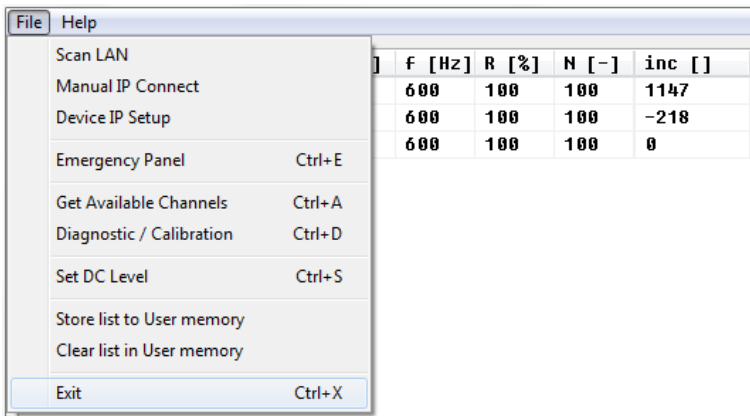 File Help
] f [Hz] R [%] N [-] inc []
600 100 100 1147
600 100 100 -218
600 100 100 0
Scan LAN
Manual IP Connect
Device IP Setup
Emergency Panel Ctrl+E
Get Available Channels Ctrl+A
Diagnostic / Calibration Ctrl+D
Set DC Level Ctrl+S
Store list to User memory
Clear list in User memory
Exit Ctrl+X